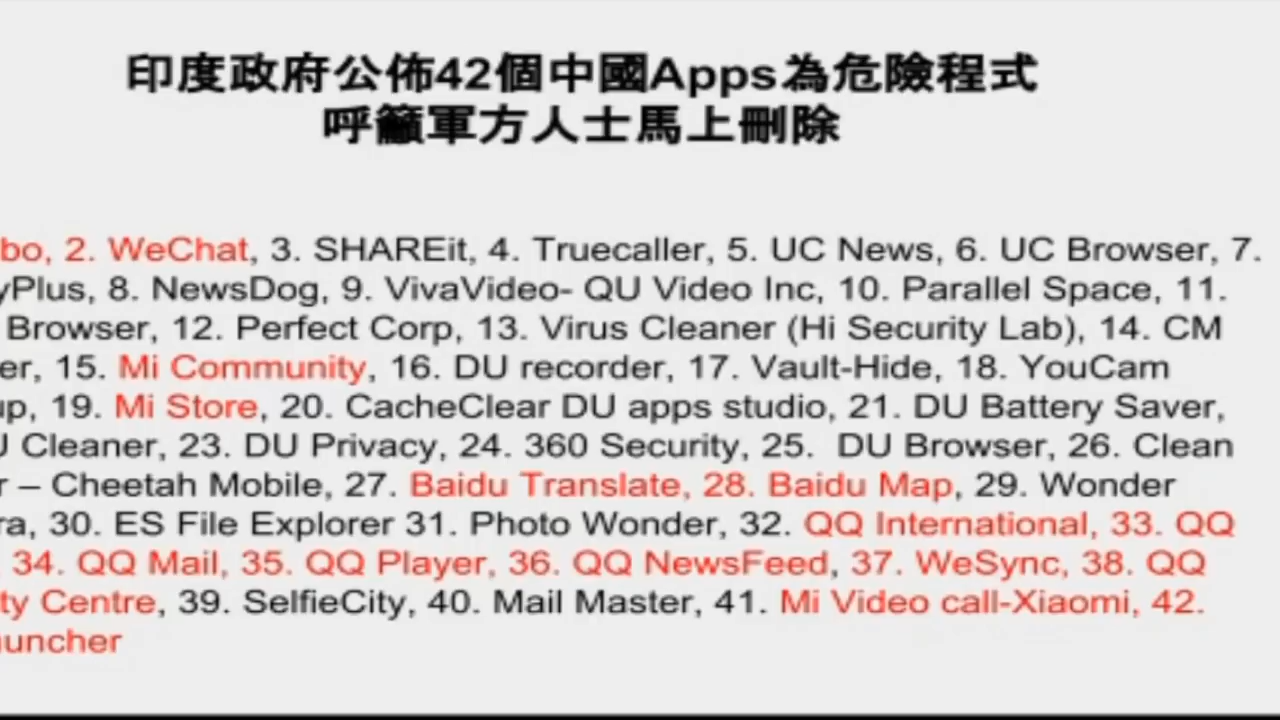 印度政府公佈42個中國Apps為危險程式
呼籲軍方人士馬上刪除
bo, 2. WeChat, 3. SHAREit, 4. Truecaller, 5. UC News, 6. UC Browser, 7.
yPlus, 8. NewsDog, 9. VivaVideo- QU Video Inc, 10. Parallel Space, 11.
Browser, 12. Perfect Corp, 13. Virus Cleaner (Hi Security Lab), 14. CM
er, 15. Mi Community, 16. DU recorder, 17. Vault-Hide, 18. YouCam
up, 19. Mi Store, 20. CacheClear DU apps studio, 21. DU Battery Saver,
U Cleaner, 23. DU Privacy, 24. 360 Security, 25. DU Browser, 26. Clean
r – Cheetah Mobile, 27. Baidu Translate, 28. Baidu Map, 29. Wonder
ra, 30. ES File Explorer 31. Photo Wonder, 32. QQ International, 33. QQ
34. QQ Mail, 35. QQ Player, 36. QQ NewsFeed, 37. WeSync, 38. QQ
ty Centre, 39. SelfieCity, 40. Mail Master, 41. Mi Video call-Xiaomi, 42.
auncher